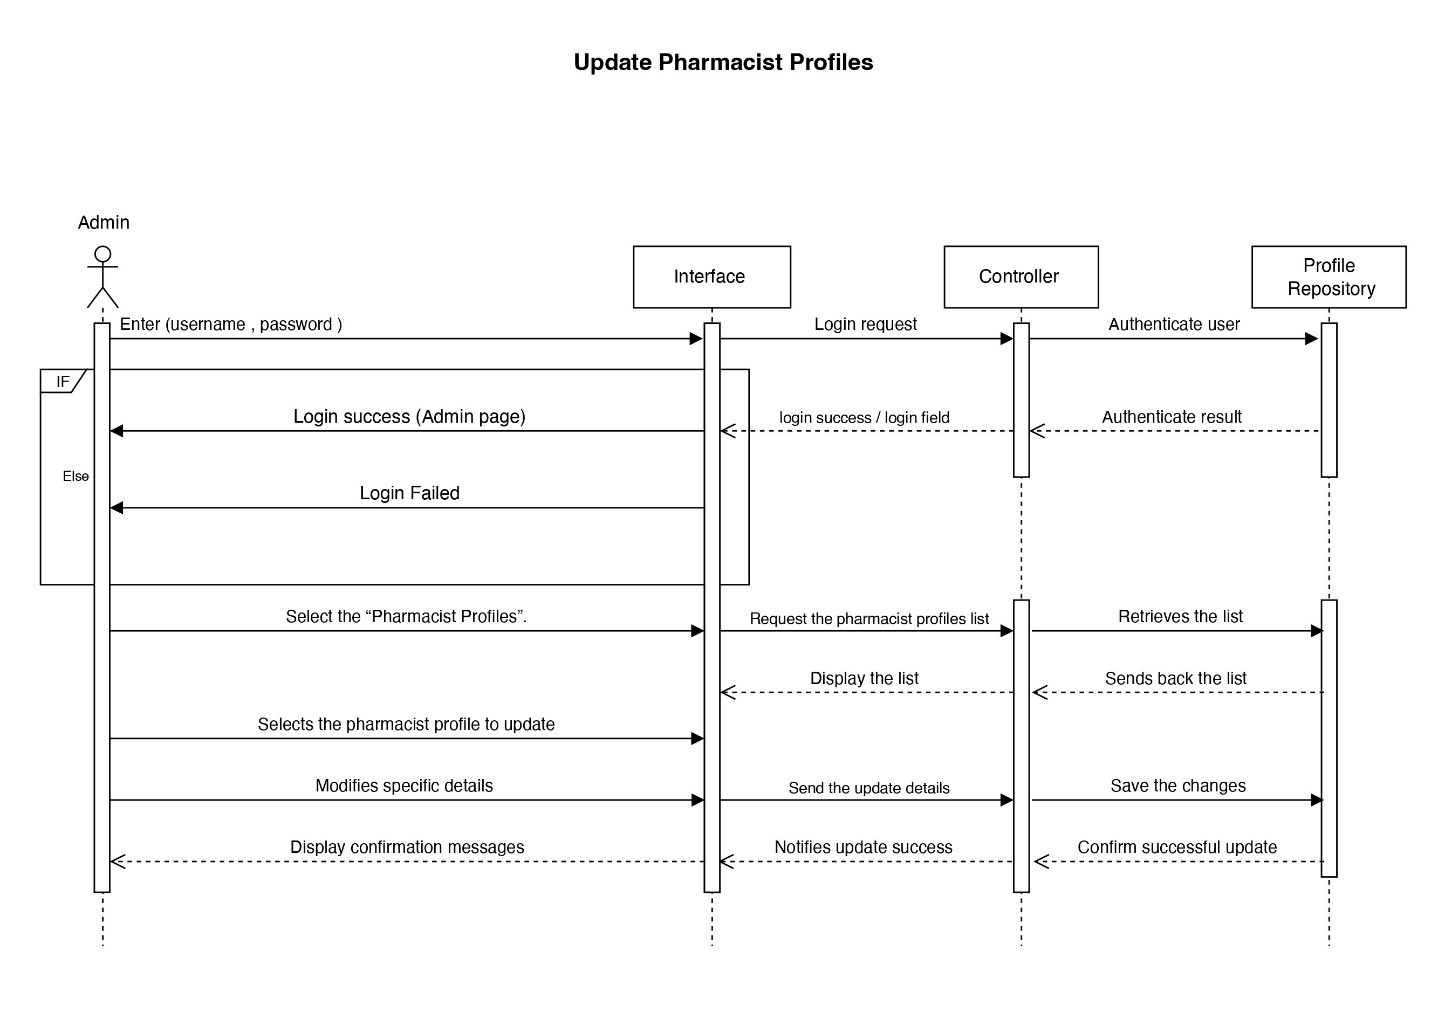 Update Pharmacist Profiles
Admin
Interface
Controller
Profile
Repository
Enter (username , password )
Login request
Authenticate user
IF
Login success (Admin page)
login success / login field
Authenticate result
Else
Login Failed
Select the “Pharmacist Profiles”.
Request the pharmacist profiles list
Retrieves the list
Display the list
Sends back the list
Selects the pharmacist profile to update
Modifies specific details
Send the update details
Save the changes
Display confirmation messages
Notifies update success
Confirm successful update